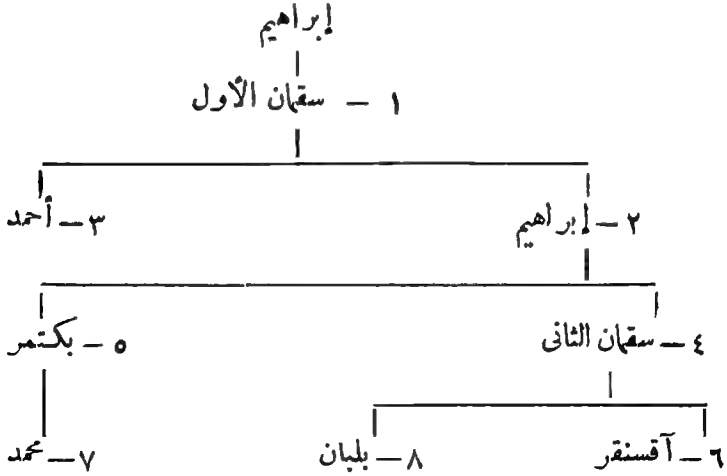 إبراهيم
١ – سقمان الأول
٢ – إبراهيم ٣ – أحمد
٤ – سقمان الثانى ٥ – بكتمر
٦ – آقسنقر ٨ – بلبان ٧ – محمد